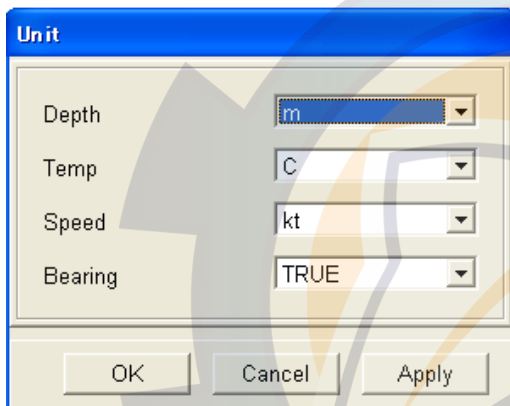 Unit
Depth m
Temp C
Speed kt
Bearing TRUE
OK Cancel Apply